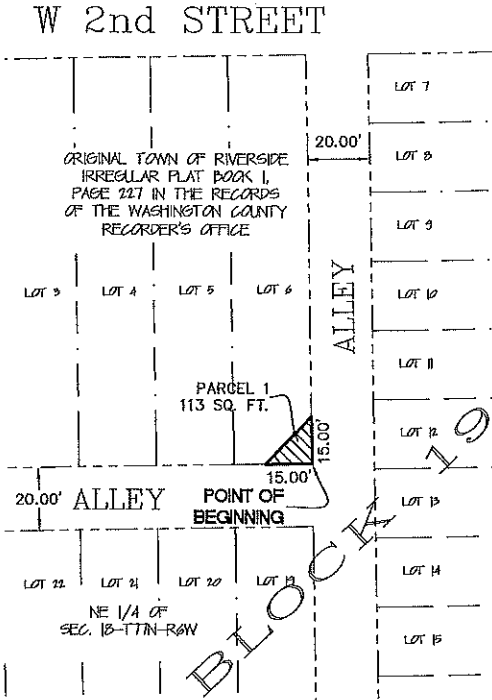 W 2nd STREET
LOT 7
20.00'
LOT 8
ORIGINAL TOWN OF RIVERSIDE
IRREGULAR PLAT BOOK 1,
PAGE 227 IN THE RECORDS
OF THE WASHINGTON COUNTY
RECORDER'S OFFICE
LOT 9
ALLEY
LOT 3
LOT 4
LOT 5
LOT 6
LOT 10
LOT 11
PARCEL 1
113 SQ. FT.
LOT 12
15.00'
15.00'
20.00'
ALLEY
POINT OF
BEGINNING
LOT 13
BLOCK 19
LOT 22
LOT 21
LOT 20
LOT 19
LOT 14
NE 1/4 OF
SEC. 18-T77N-R6W
LOT 15